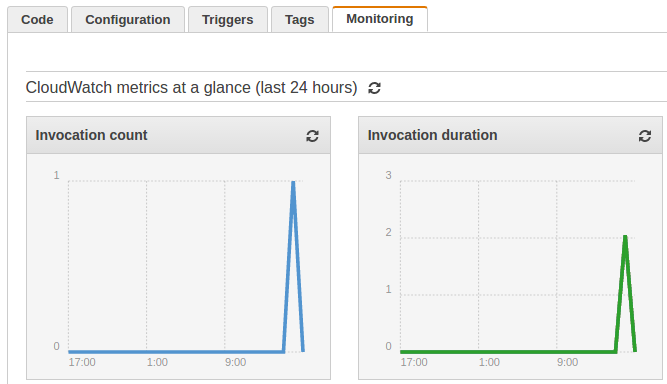 Code Configuration Triggers Tags Monitoring
CloudWatch metrics at a glance (last 24 hours)
Invocation count
1
0
17:00 1:00 9:00
Invocation duration
3
2
1
0
17:00 1:00 9:00